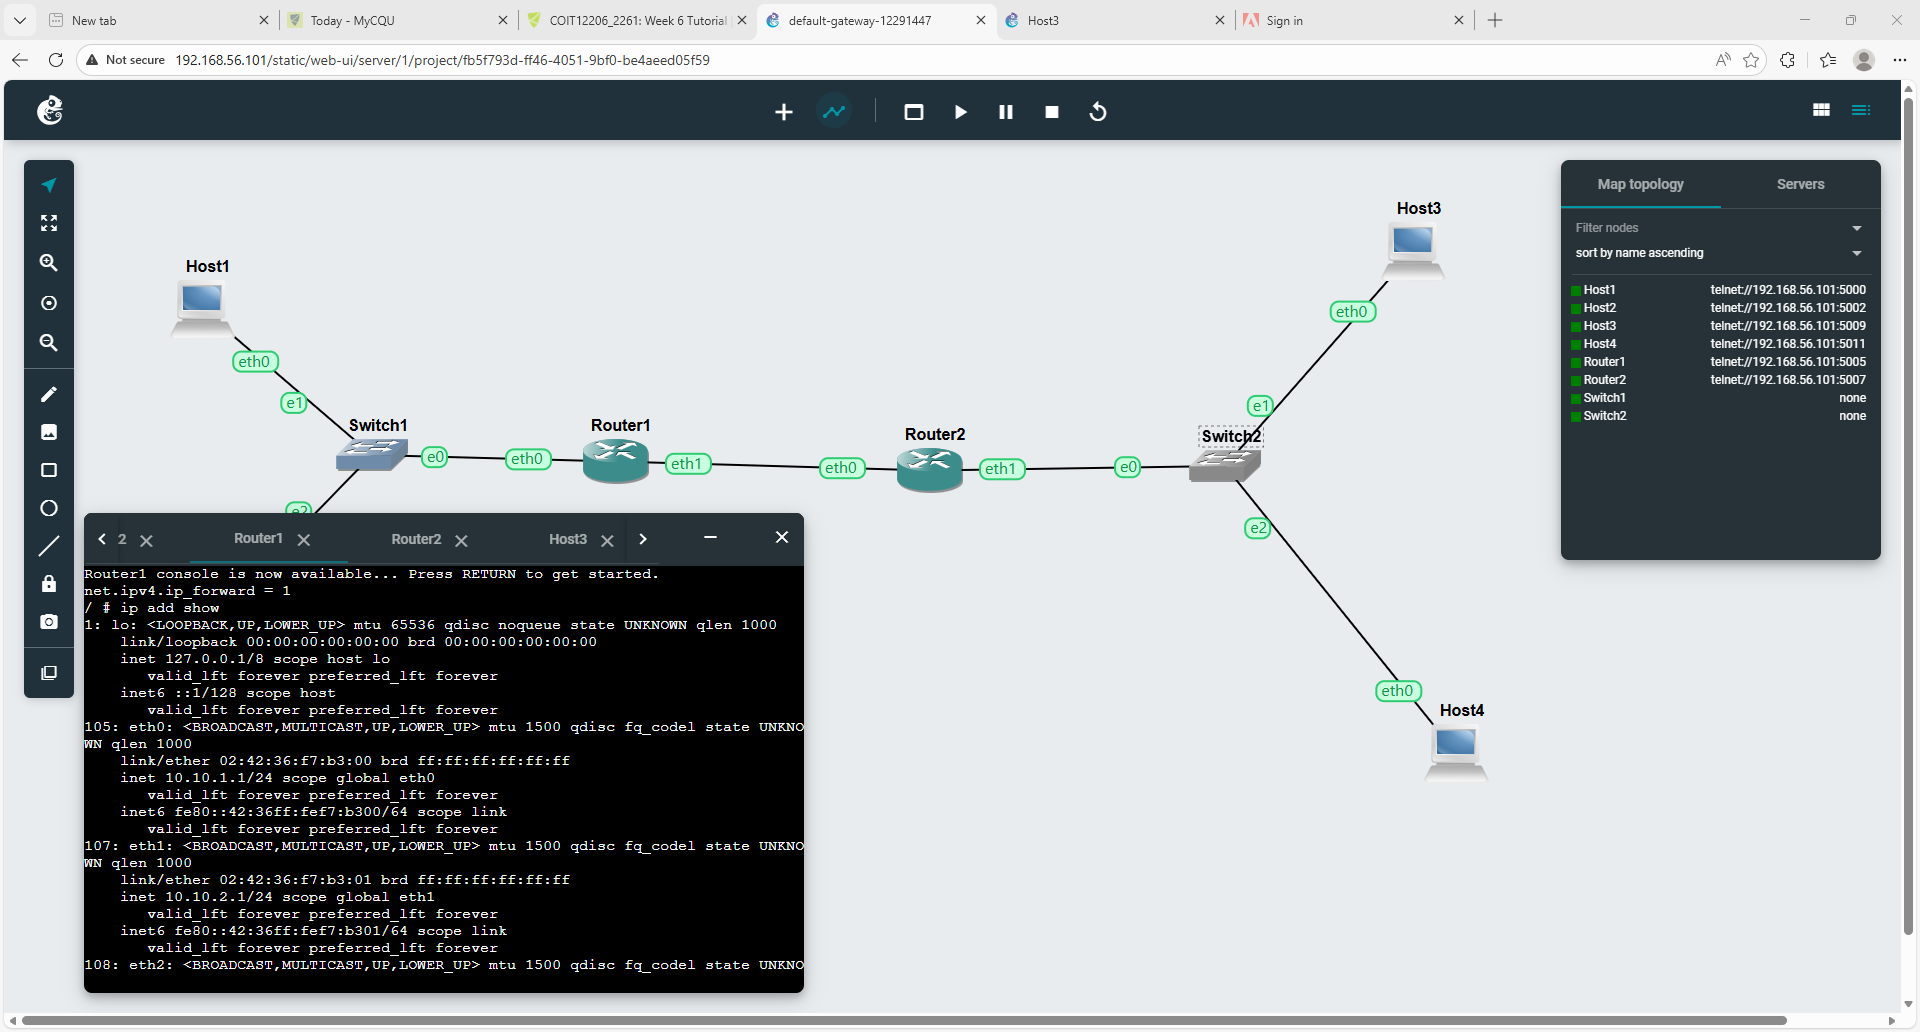 New tab
Today - MyCQU
COIT12206_2261: Week 6 Tutorial
default-gateway-12291447
Host3
Sign in
Not secure
192.168.56.101/static/web-ui/server/1/project/fb5f793d-ff46-4051-9bf0-be4aeed05f59
Map topology
Servers
Filter nodes
sort by name ascending
Host1 telnet://192.168.56.101:5000
Host2 telnet://192.168.56.101:5002
Host3 telnet://192.168.56.101:5009
Host4 telnet://192.168.56.101:5011
Router1 telnet://192.168.56.101:5005
Router2 telnet://192.168.56.101:5007
Switch1 none
Switch2 none
Host3
eth0
Host1
eth0
e1
e1
Switch1
Router1
Router2
Switch2
e0
eth0
eth1
eth0
eth1
e0
e2
e2
eth0
Host4
2
Router1
Router2
Host3
Router1 console is now available... Press RETURN to get started.
net.ipv4.ip_forward = 1
/ # ip add show
1: lo: <LOOPBACK,UP,LOWER_UP> mtu 65536 qdisc noqueue state UNKNOWN qlen 1000
link/loopback 00:00:00:00:00:00 brd 00:00:00:00:00:00
inet 127.0.0.1/8 scope host lo
valid_lft forever preferred_lft forever
inet6 ::1/128 scope host
valid_lft forever preferred_lft forever
105: eth0: <BROADCAST,MULTICAST,UP,LOWER_UP> mtu 1500 qdisc fq_codel state UNKNO
WN qlen 1000
link/ether 02:42:36:f7:b3:00 brd ff:ff:ff:ff:ff:ff
inet 10.10.1.1/24 scope global eth0
valid_lft forever preferred_lft forever
inet6 fe80::42:36ff:fef7:b300/64 scope link
valid_lft forever preferred_lft forever
107: eth1: <BROADCAST,MULTICAST,UP,LOWER_UP> mtu 1500 qdisc fq_codel state UNKNO
WN qlen 1000
link/ether 02:42:36:f7:b3:01 brd ff:ff:ff:ff:ff:ff
inet 10.10.2.1/24 scope global eth1
valid_lft forever preferred_lft forever
inet6 fe80::42:36ff:fef7:b301/64 scope link
valid_lft forever preferred_lft forever
108: eth2: <BROADCAST,MULTICAST,UP,LOWER_UP> mtu 1500 qdisc fq_codel state UNKNO